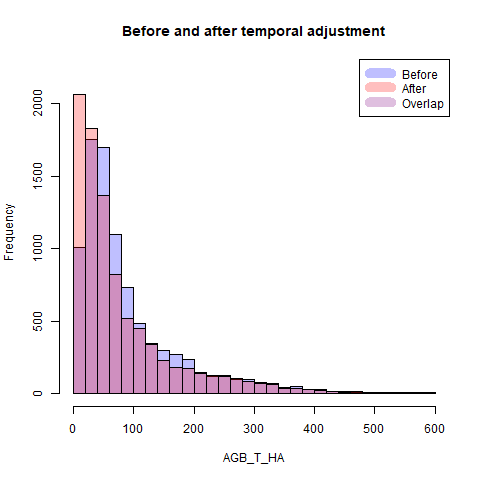 Before and after temporal adjustment
Before
After
Overlap
Frequency
2000
1500
1000
500
0
0 100 200 300 400 500 600
AGB_T_HA